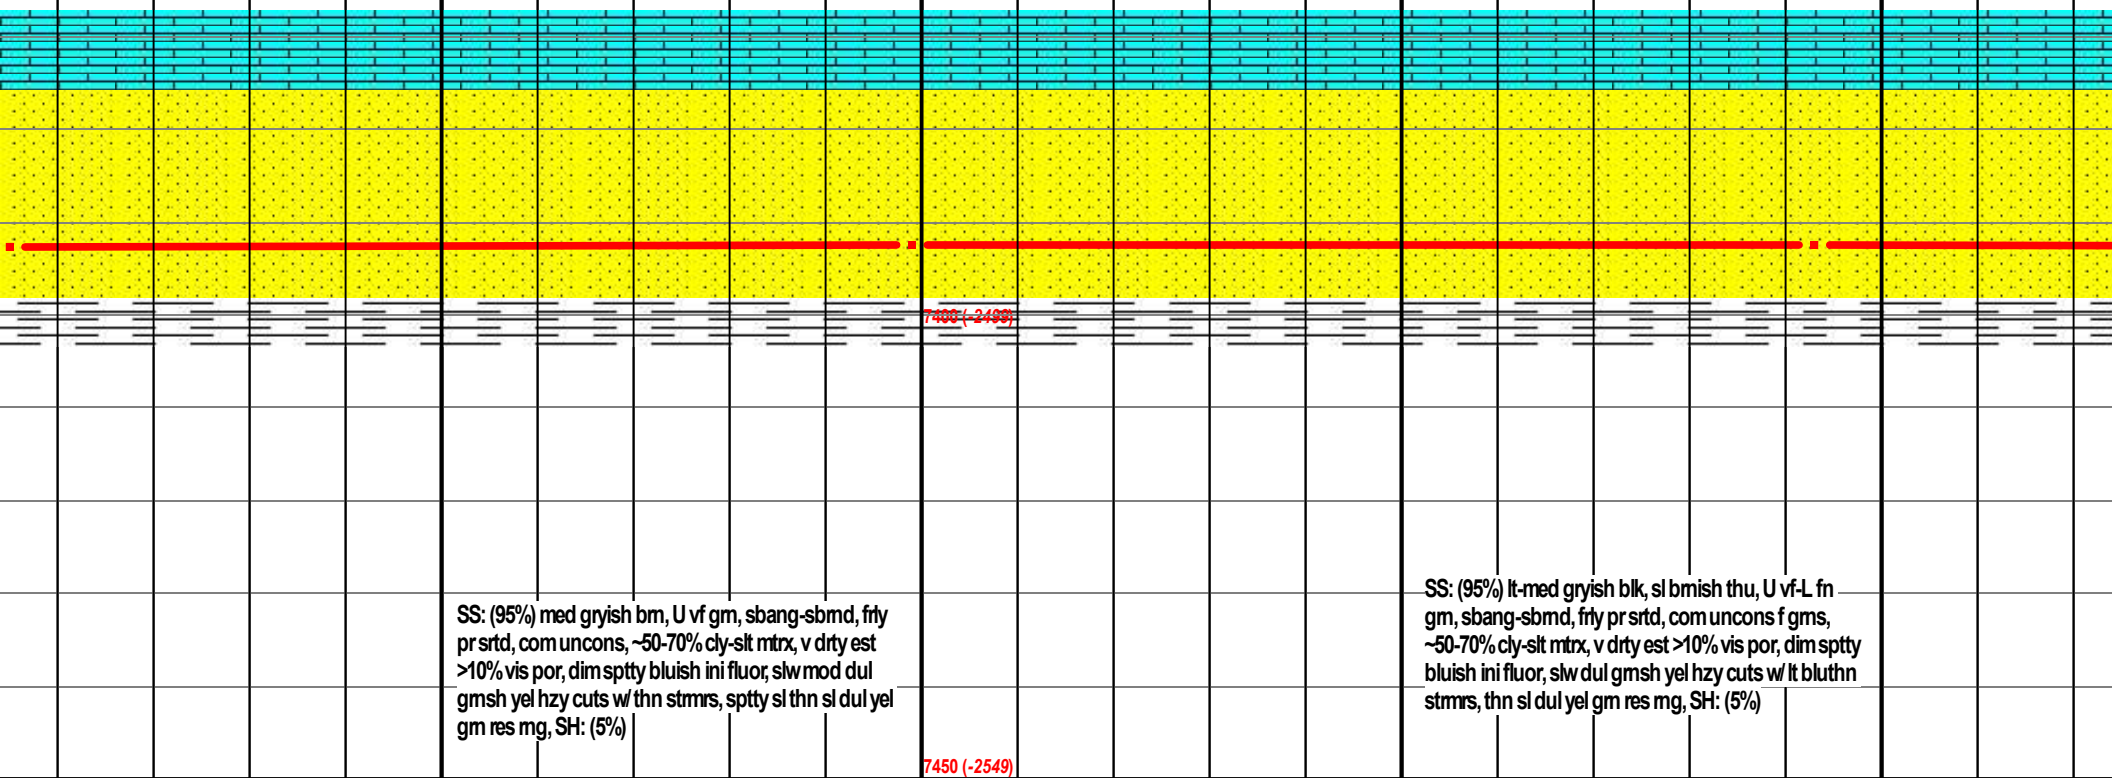 7400 (-2499)
SS: (95%) med gryish brn, U vf grn, sbang-sbrnd, frly
pr srtd, com uncons, ~50-70% cly-slt mtrx, v drty est
>10% vis por, dim sptty bluish ini fluor, slw mod dul
grnsh yel hzy cuts w/ thn strmrs, sptty sl thn sl dul yel
grn res rng, SH: (5%)
SS: (95%) lt-med gryish blk, sl brnish thu, U vf-L fn
grn, sbang-sbrnd, frly pr srtd, com uncons f grns,
~50-70% cly-slt mtrx, v drty est >10% vis por, dim sptty
bluish ini fluor, slw dul grnsh yel hzy cuts w/ lt bluthn
strmrs, thn sl dul yel grn res rng, SH: (5%)
7450 (-2549)